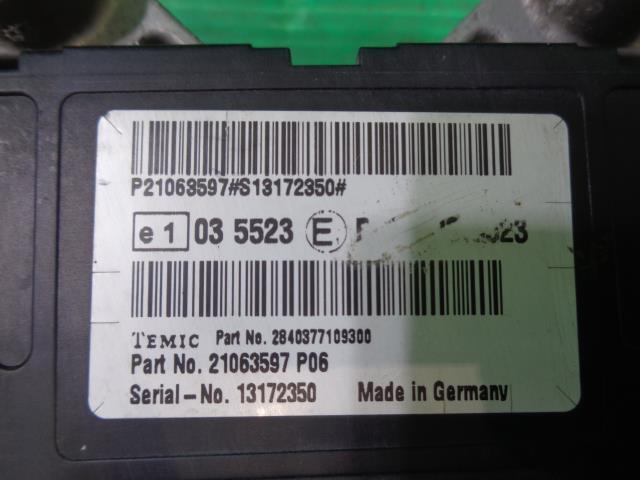 P21063597#S13172350#
e1 03 5523 E
TEMIC Part No. 2840377109300
Part No. 21063597 P06
Serial-No. 13172350 Made in Germany